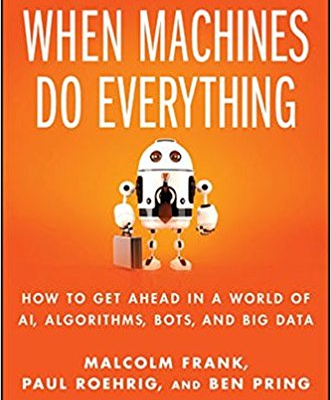 WHEN MACHINES
DO EVERYTHING
HOW TO GET AHEAD IN A WORLD OF
AI, ALGORITHMS, BOTS, AND BIG DATA
MALCOLM FRANK,
PAUL ROEHRIG, AND BEN PRING